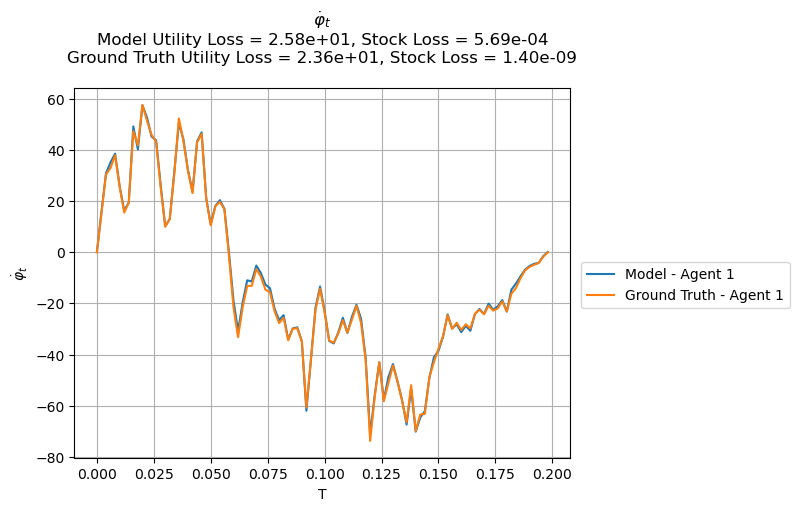 φ̇ₜ
Model Utility Loss = 2.58e+01, Stock Loss = 5.69e-04
Ground Truth Utility Loss = 2.36e+01, Stock Loss = 1.40e-09
60
40
20
0
−20
−40
−60
−80
φ̇ₜ
0.000
0.025
0.050
0.075
0.100
0.125
0.150
0.175
0.200
T
Model - Agent 1
Ground Truth - Agent 1